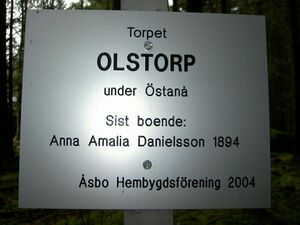 Torpet
OLSTORP
under Östanå
Sist boende:
Anna Amalia Danielsson 1894
Åsbo Hembygdsförening 2004